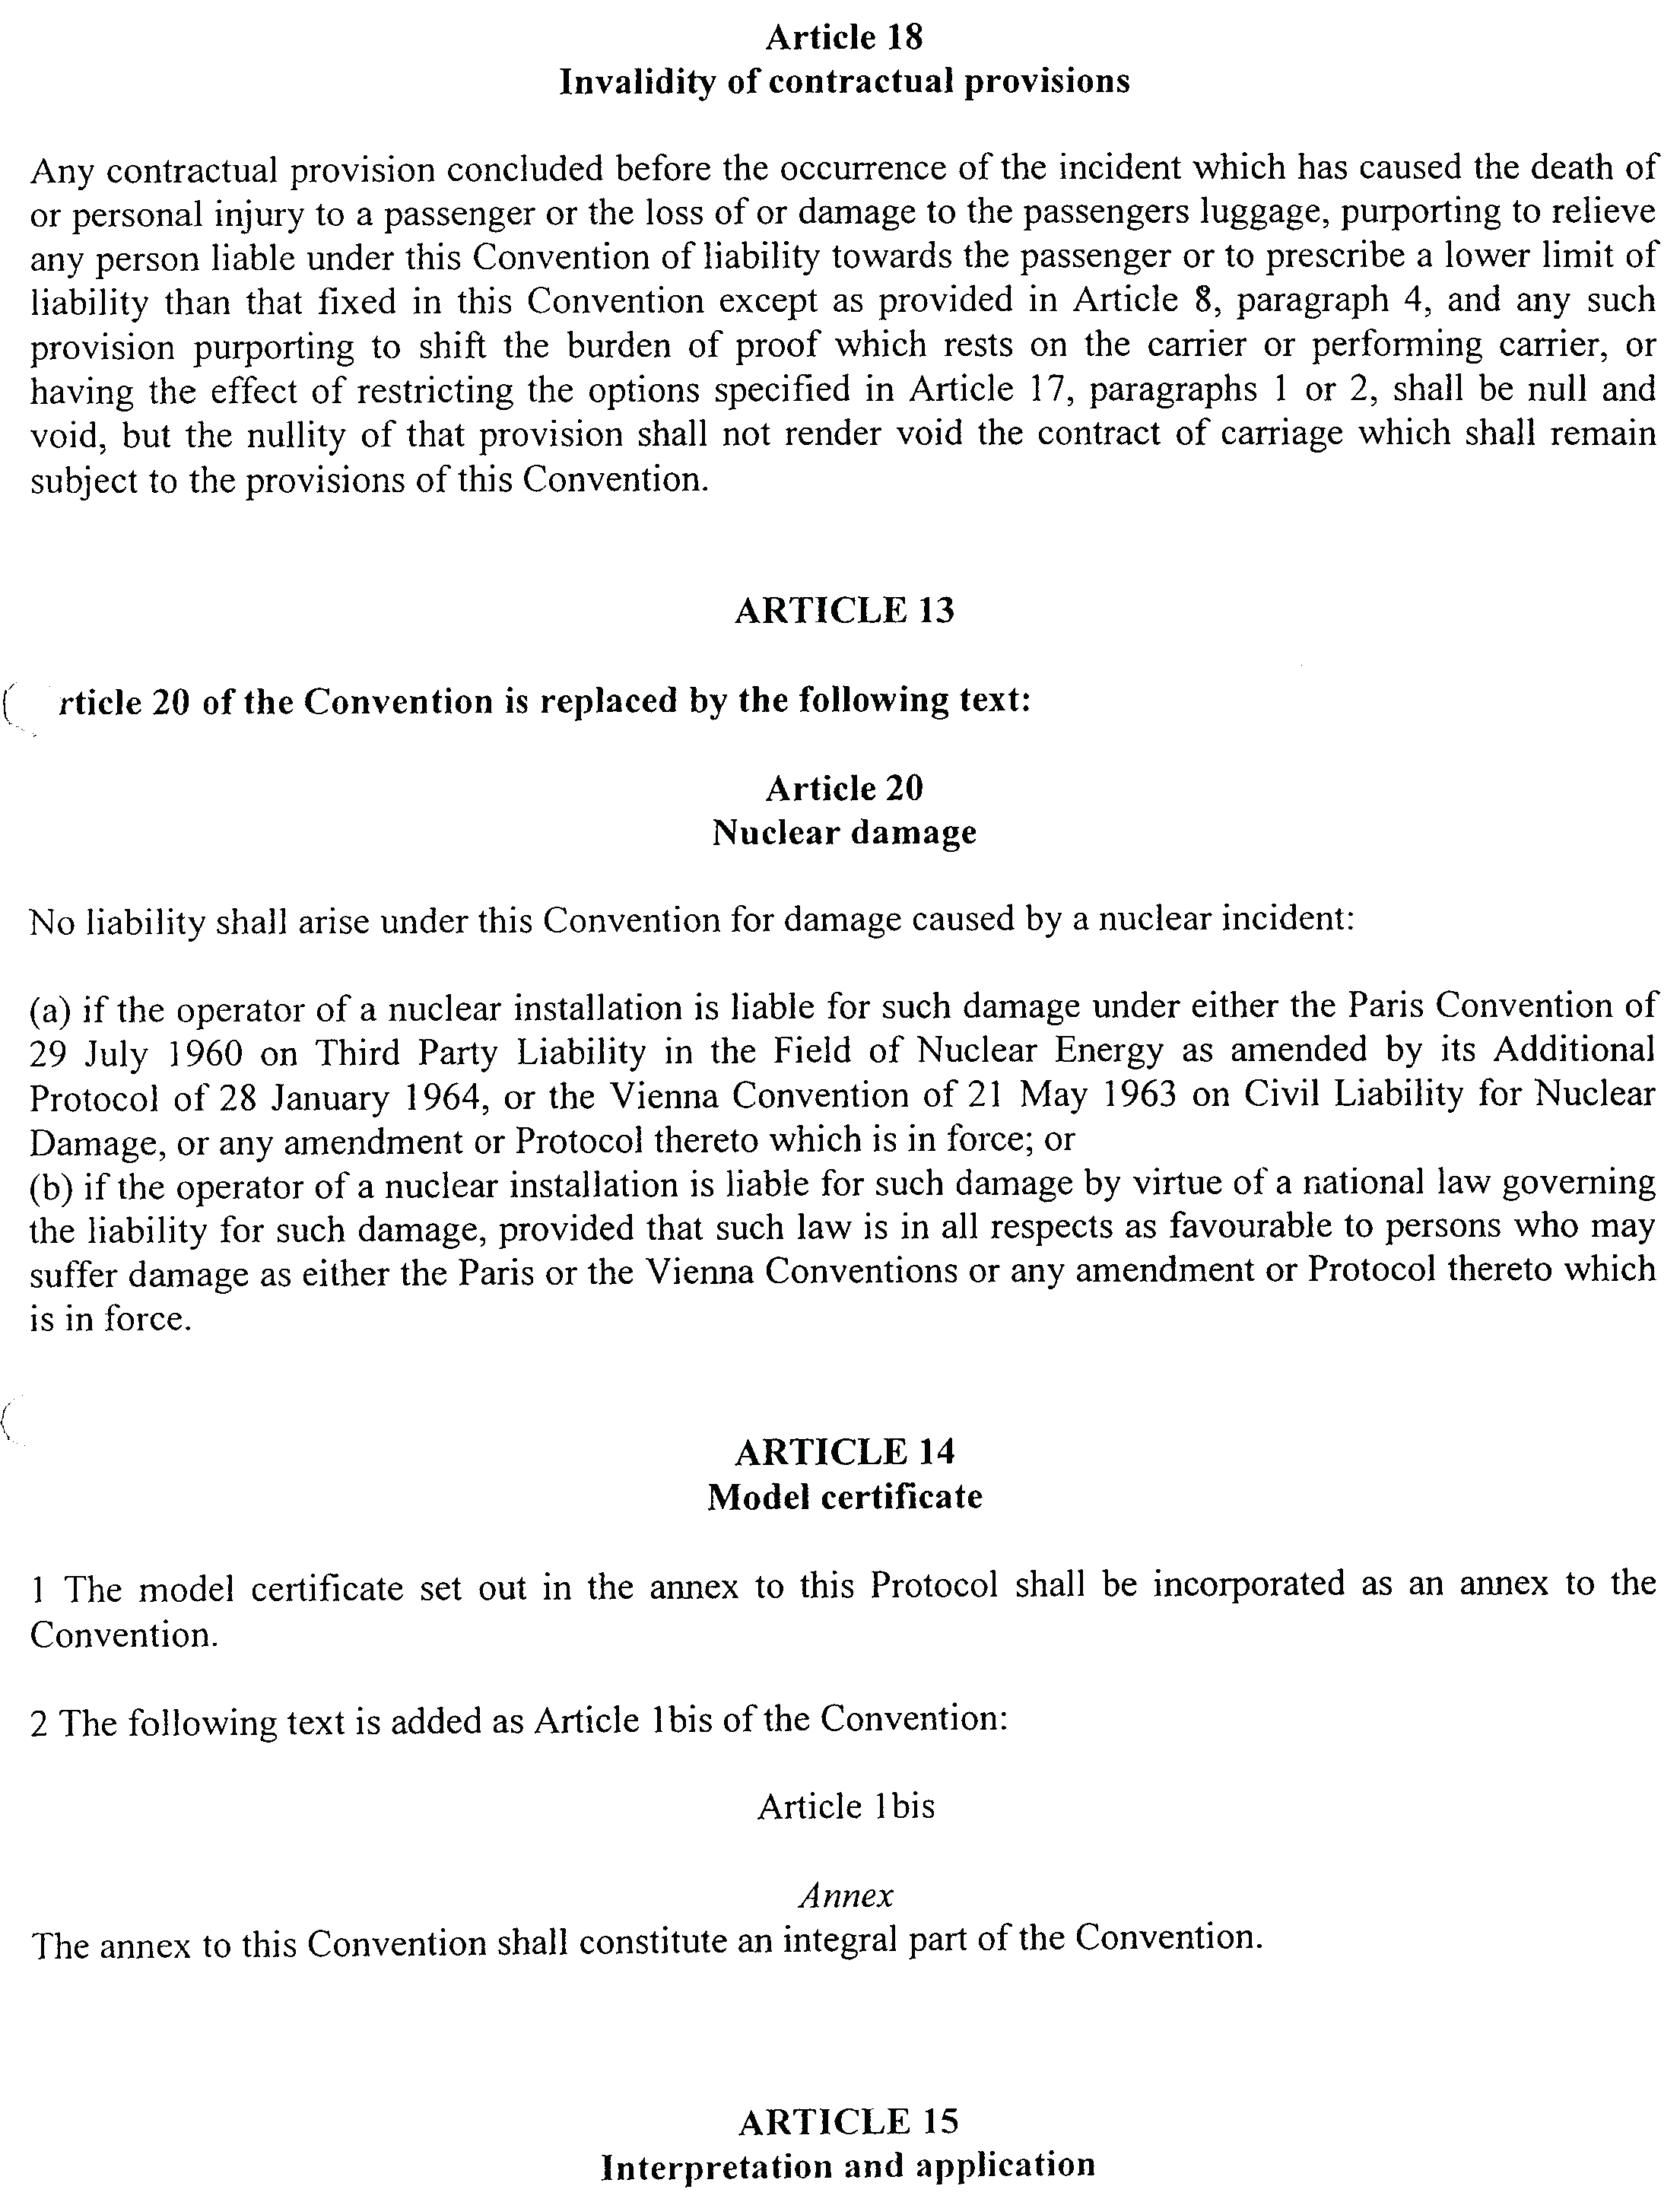 Article 18
Invalidity of contractual provisions
Any contractual provision concluded before the occurrence of the incident which has caused the death of
or personal injury to a passenger or the loss of or damage to the passengers luggage, purporting to relieve
any person liable under this Convention of liability towards the passenger or to prescribe a lower limit of
liability than that fixed in this Convention except as provided in Article 8, paragraph 4, and any such
provision purporting to shift the burden of proof which rests on the carrier or performing carrier, or
having the effect of restricting the options specified in Article 17, paragraphs 1 or 2, shall be null and
void, but the nullity of that provision shall not render void the contract of carriage which shall remain
subject to the provisions of this Convention.
ARTICLE 13
rticle 20 of the Convention is replaced by the following text:
Article 20
Nuclear damage
No liability shall arise under this Convention for damage caused by a nuclear incident:
(a) if the operator of a nuclear installation is liable for such damage under either the Paris Convention of
29 July 1960 on Third Party Liability in the Field of Nuclear Energy as amended by its Additional
Protocol of 28 January 1964, or the Vienna Convention of 21 May 1963 on Civil Liability for Nuclear
Damage, or any amendment or Protocol thereto which is in force; or
(b) if the operator of a nuclear installation is liable for such damage by virtue of a national law governing
the liability for such damage, provided that such law is in all respects as favourable to persons who may
suffer damage as either the Paris or the Vienna Conventions or any amendment or Protocol thereto which
is in force.
ARTICLE 14
Model certificate
1 The model certificate set out in the annex to this Protocol shall be incorporated as an annex to the
Convention.
2 The following text is added as Article 1bis of the Convention:
Article 1bis
Annex
The annex to this Convention shall constitute an integral part of the Convention.
ARTICLE 15
Interpretation and application